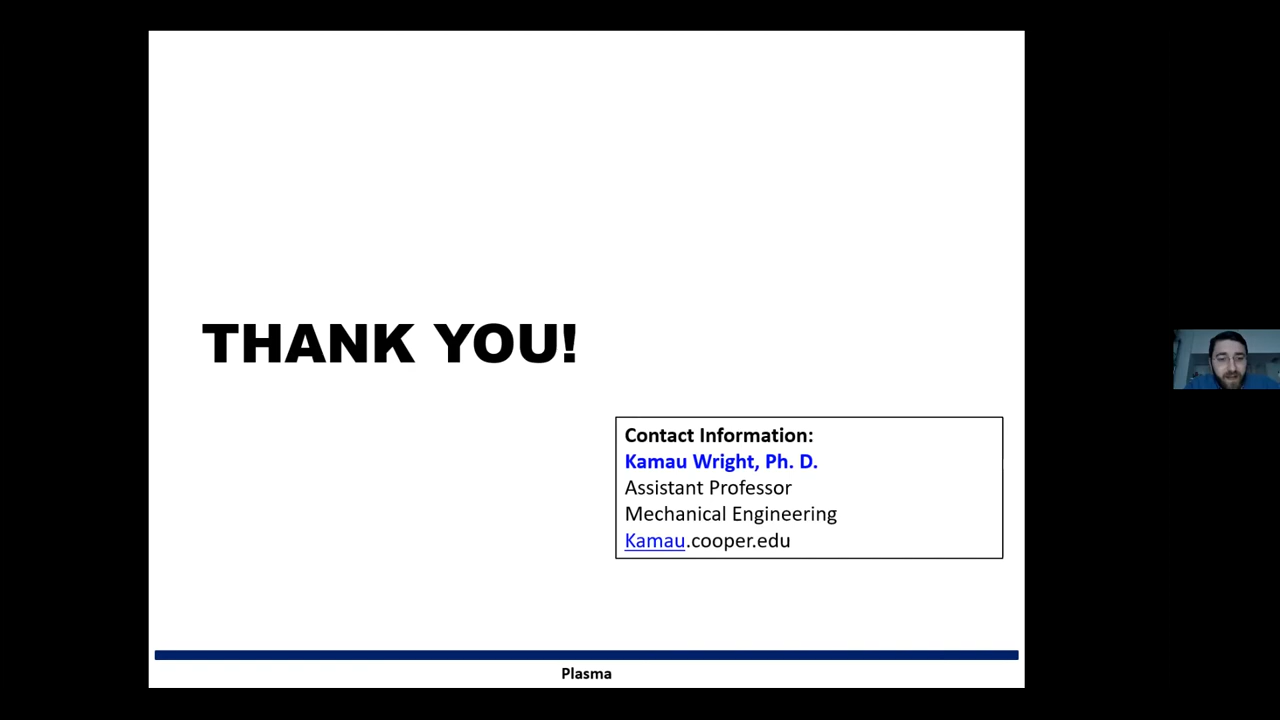 THANK YOU!
Contact Information:
Kamau Wright, Ph. D.
Assistant Professor
Mechanical Engineering
Kamau.cooper.edu
Plasma